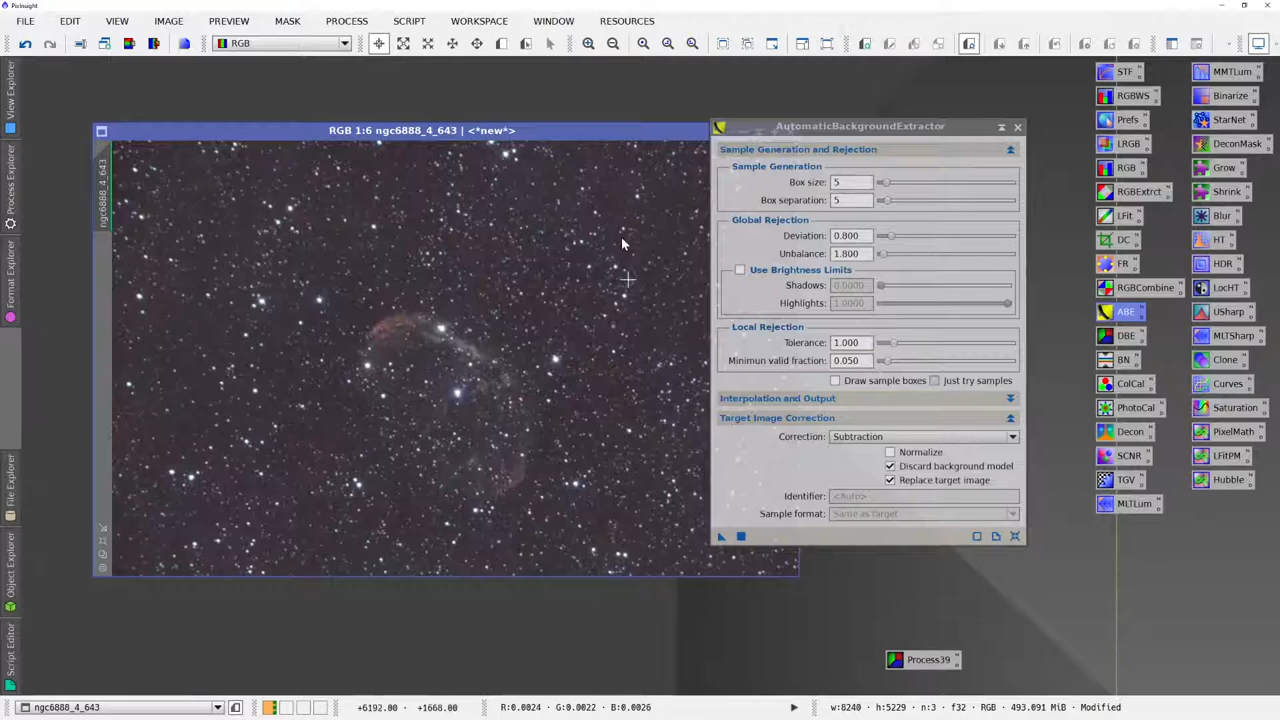 PixInsight
FILE EDIT VIEW IMAGE PREVIEW MASK PROCESS SCRIPT WORKSPACE WINDOW RESOURCES
RGB
View Explorer
Process Explorer
Format Explorer
File Explorer
Object Explorer
Script Editor
RGB 1:6 ngc6888_4_643 | <*new*>
ngc6888_4_643
AutomaticBackgroundExtractor
Sample Generation and Rejection
Sample Generation
Box size: 5
Box separation: 5
Global Rejection
Deviation: 0.800
Unbalance: 1.800
Use Brightness Limits
Shadows: 0.0000
Highlights: 1.0000
Local Rejection
Tolerance: 1.000
Minimun valid fraction: 0.050
Draw sample boxes Just try samples
Interpolation and Output
Target Image Correction
Correction: Subtraction
Normalize
Discard background model
Replace target image
Identifier: <Auto>
Sample format: Same as target
STF MMTLum
RGBWS Binarize
Prefs StarNet
LRGB DeconMask
RGB Grow
RGBExtrct Shrink
LFit Blur
DC HT
FR HDR
RGBCombine LocHT
ABE USharp
DBE MLTSharp
BN Clone
ColCal Curves
PhotoCal Saturation
Decon PixelMath
SCNR LFitPM
TGV Hubble
MLTLum
Process39
ngc6888_4_643 +6192.00 +1668.00 R:0.0024 G:0.0022 B:0.0026 w:8240 · h:5229 · n:3 · f32 · RGB · 493.091 MiB · Modified